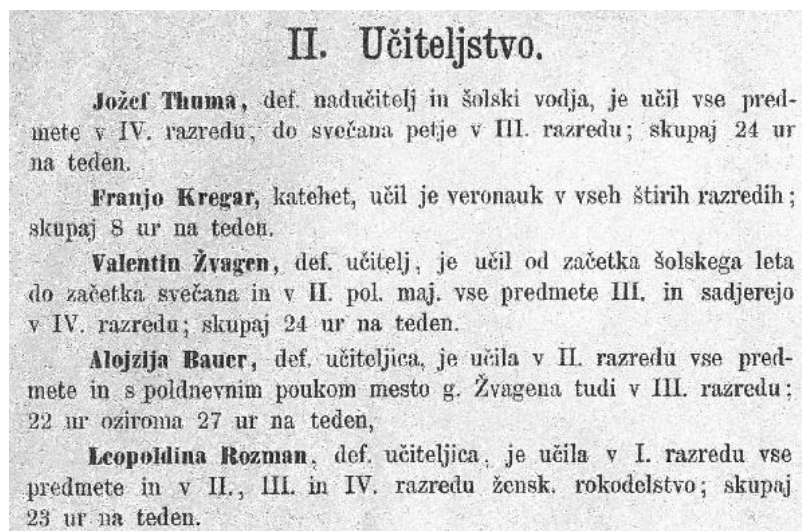 II. Učiteljstvo.
Jožef Thuma, def. nadučitelj in šolski vodja, je učil vse pred-
mete v IV. razredu, do svečana petje v III. razredu; skupaj 24 ur
na teden.
Franjo Kregar, katehet, učil je veronauk v vseh štirih razredih;
skupaj 8 ur na teden.
Valentin Žvagen, def. učitelj, je učil od začetka šolskega leta
do začetka svečana in v II. pol. maj. vse predmete III. in sadjerejo
v IV. razredu; skupaj 24 ur na teden.
Alojzija Bauer, def. učiteljica, je učila v II. razredu vse pred-
mete in s poldnevnim poukom mesto g. Žvagena tudi v III. razredu;
22 ur oziroma 27 ur na teden,
Leopoldina Rozman, def. učiteljica, je učila v I. razredu vse
predmete in v II., III. in IV. razredu žensk. rokodelstvo; skupaj
23 ur na teden.